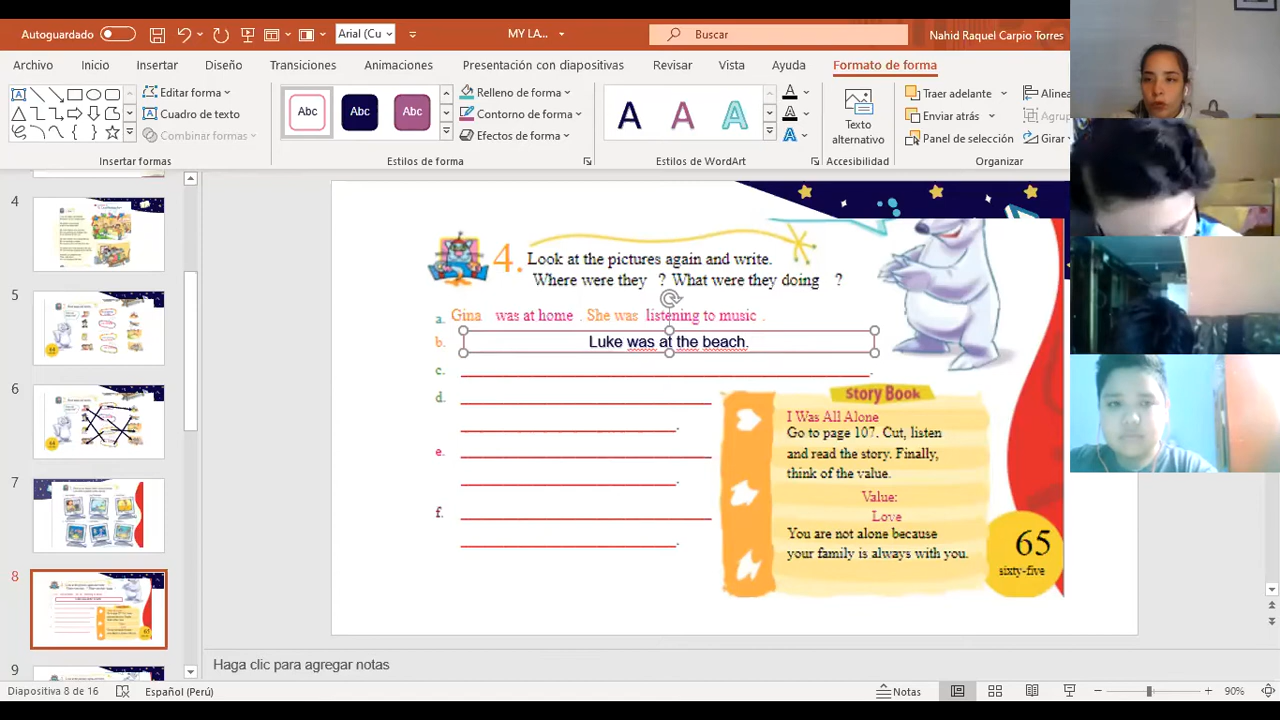 Autoguardado
Arial (Cu
MY LA...
Buscar
Nahid Raquel Carpio Torres
Archivo
Inicio
Insertar
Diseño
Transiciones
Animaciones
Presentación con diapositivas
Revisar
Vista
Ayuda
Formato de forma
Editar forma
Cuadro de texto
Combinar formas
Insertar formas
Abc
Abc
Abc
Relleno de forma
Contorno de forma
Efectos de forma
Estilos de forma
A
A
A
A
A
A
Estilos de WordArt
Texto
alternativo
Accesibilidad
Traer adelante
Enviar atrás
Panel de selección
Alinea
Agrup
Girar
Organizar
4
5
6
7
8
9
4. Look at the pictures again and write.
Where were they ? What were they doing ?
a. Gina was at home . She was listening to music .
b. Luke was at the beach.
c. .
d.
.
e.
.
f.
.
Story Book
I Was All Alone
Go to page 107. Cut, listen
and read the story. Finally,
think of the value.
Value:
Love
You are not alone because
your family is always with you.
65
sixty-five
Haga clic para agregar notas
Diapositiva 8 de 16
Español (Perú)
Notas
90%